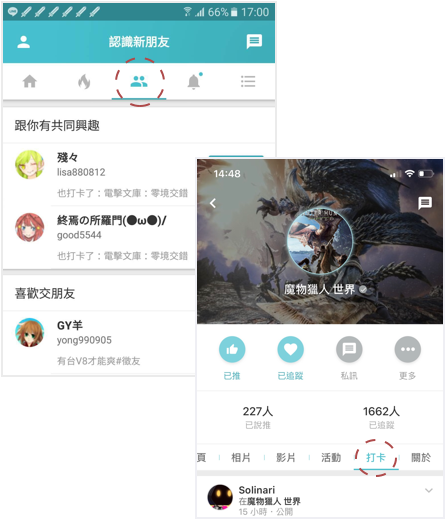 66% 17:00
認識新朋友
跟你有共同興趣
殘々
lisa880812
也打卡了：電擊文庫：零境交錯
終焉の所羅門(●ω●)/
good5544
也打卡了：電擊文庫：零境交錯
喜歡交朋友
GY羊
yong990905
有台V8才能爽#徵友
14:48
魔物獵人 世界
已推
已追蹤
私訊
更多
227人
1662人
已說推
已追蹤
頁
相片
影片
活動
打卡
關於
Solinari
在魔物獵人 世界
15 小時 · 公開